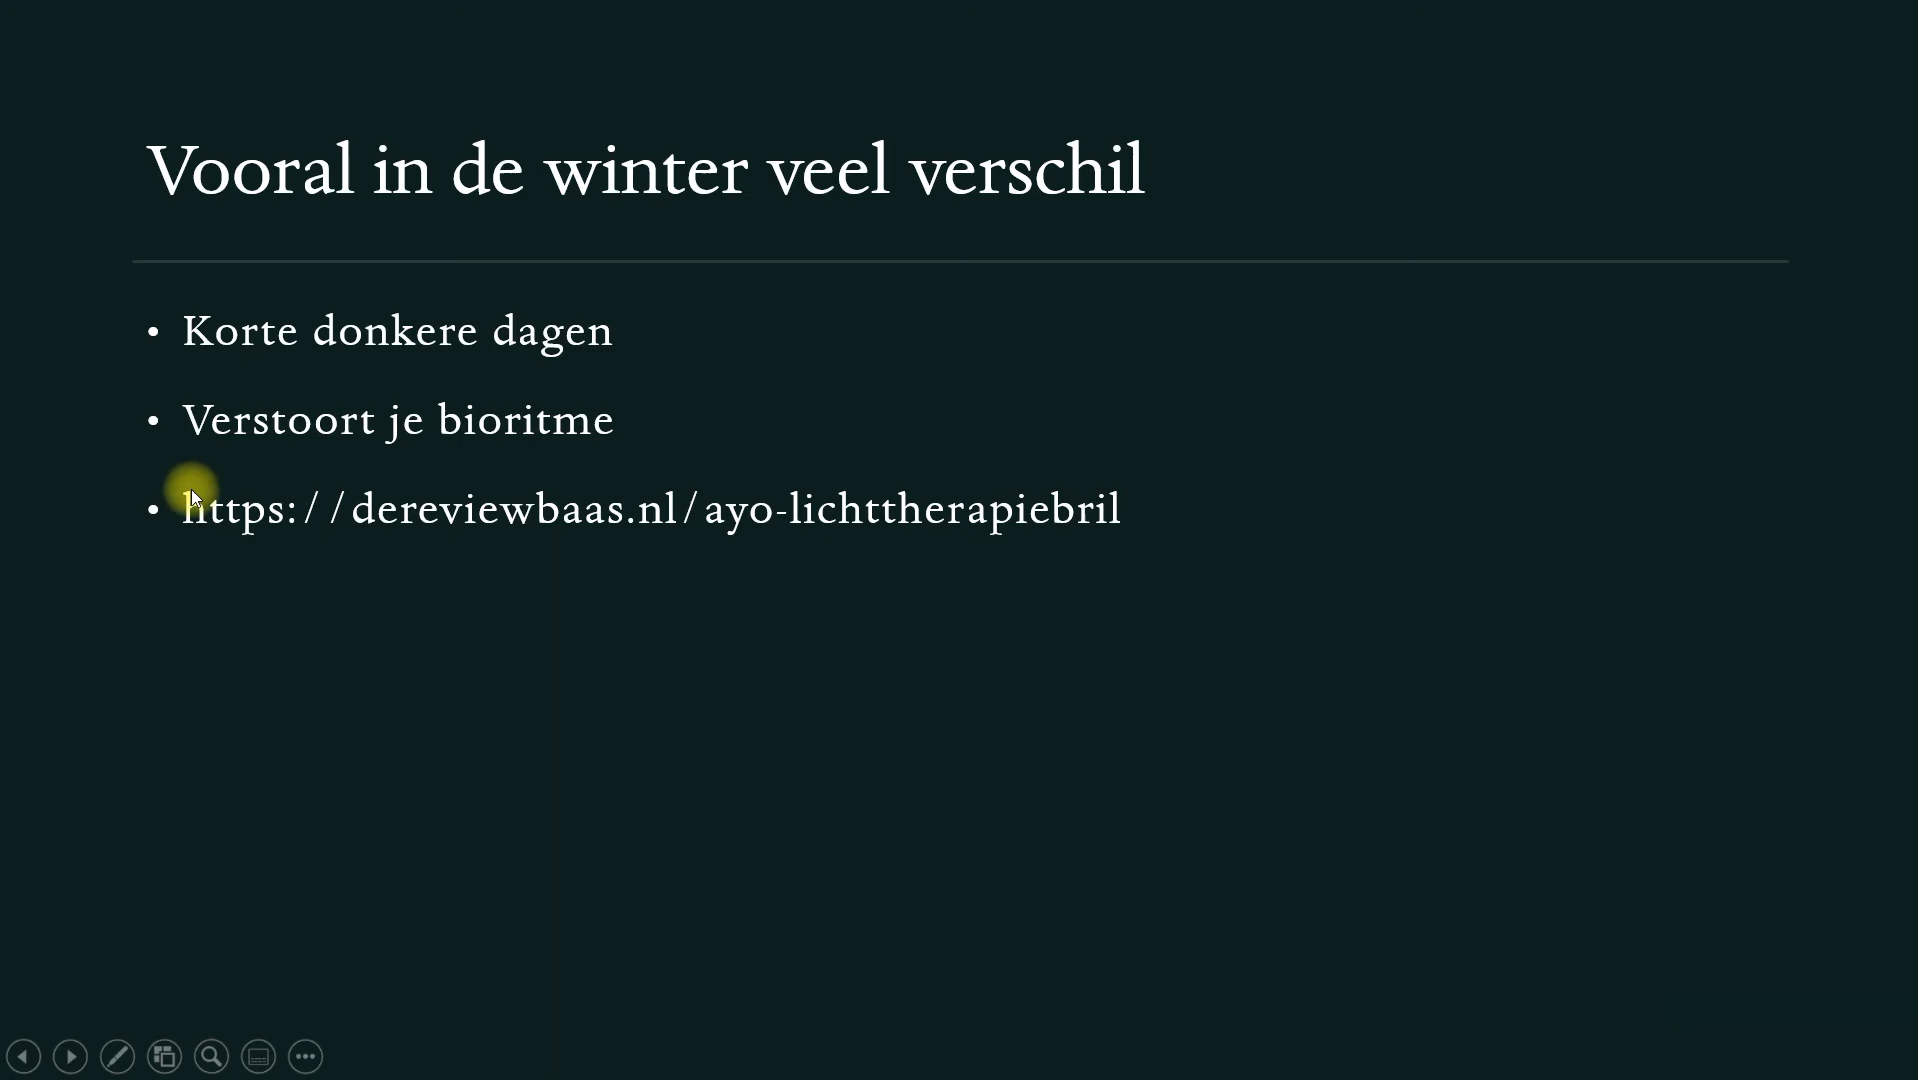 Vooral in de winter veel verschil
• Korte donkere dagen
• Verstoort je bioritme
• https://dereviewbaas.nl/ayo-lichttherapiebril